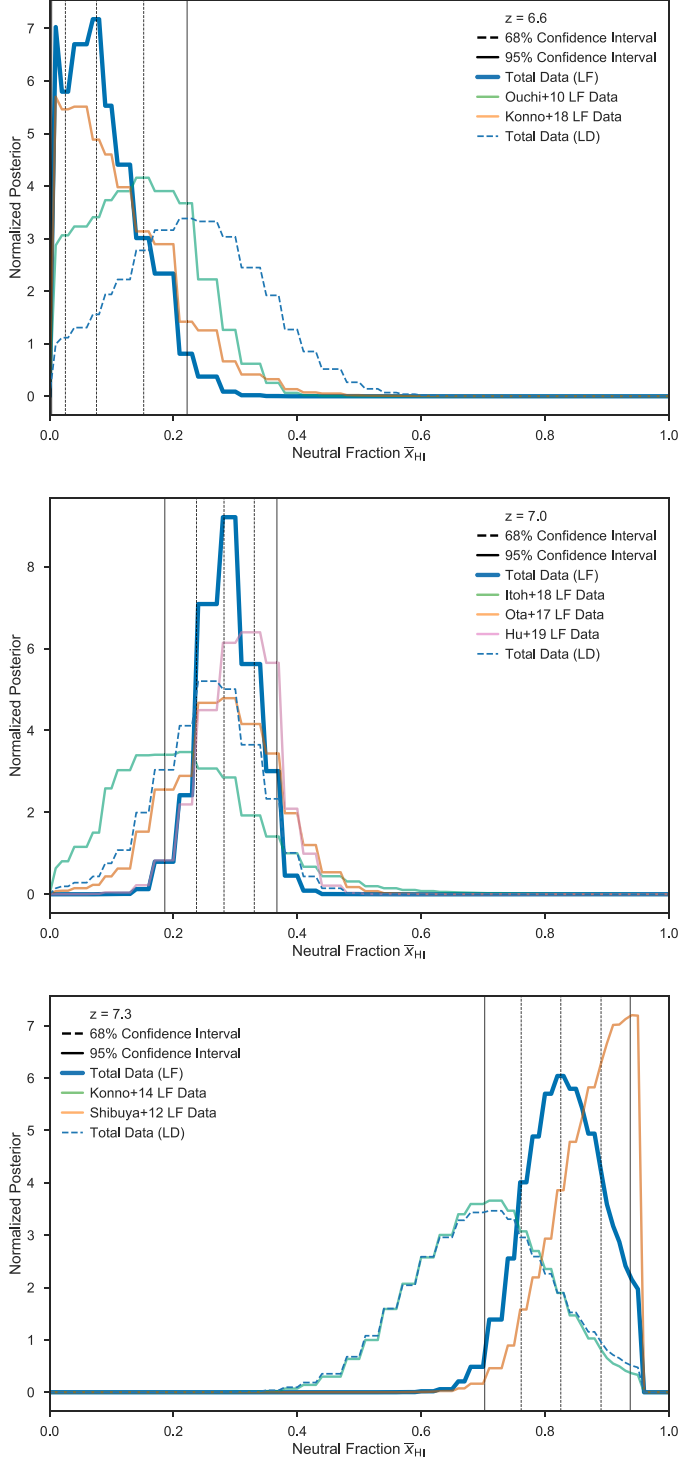 7
6
5
4
3
2
1
0
Normalized Posterior
z = 6.6
68% Confidence Interval
95% Confidence Interval
Total Data (LF)
Ouchi+10 LF Data
Konno+18 LF Data
Total Data (LD)
0.0 0.2 0.4 0.6 0.8 1.0
Neutral Fraction x̅HI
8
6
4
2
0
Normalized Posterior
z = 7.0
68% Confidence Interval
95% Confidence Interval
Total Data (LF)
Itoh+18 LF Data
Ota+17 LF Data
Hu+19 LF Data
Total Data (LD)
0.0 0.2 0.4 0.6 0.8 1.0
Neutral Fraction x̅HI
7
6
5
4
3
2
1
0
Normalized Posterior
z = 7.3
68% Confidence Interval
95% Confidence Interval
Total Data (LF)
Konno+14 LF Data
Shibuya+12 LF Data
Total Data (LD)
0.0 0.2 0.4 0.6 0.8 1.0
Neutral Fraction x̅HI